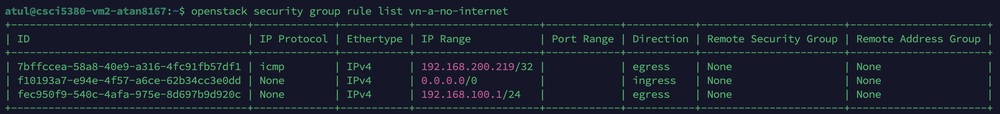 atul@csci5380-vm2-atan8167:~$ openstack security group rule list vn-a-no-internet
+--------------------------------------+-------------+-----------+--------------------+------------+-----------+-----------------------+----------------------+
| ID                                   | IP Protocol | Ethertype | IP Range           | Port Range | Direction | Remote Security Group | Remote Address Group |
+--------------------------------------+-------------+-----------+--------------------+------------+-----------+-----------------------+----------------------+
| 7bffccea-58a8-40e9-a316-4fc91fb57df1 | icmp        | IPv4      | 192.168.200.219/32 |            | egress    | None                  | None                 |
| f10193a7-e94e-4f57-a6ce-62b34cc3e0dd | None        | IPv4      | 0.0.0.0/0          |            | ingress   | None                  | None                 |
| fec950f9-540c-4afa-975e-8d697b9d920c | None        | IPv4      | 192.168.100.1/24   |            | egress    | None                  | None                 |
+--------------------------------------+-------------+-----------+--------------------+------------+-----------+-----------------------+----------------------+